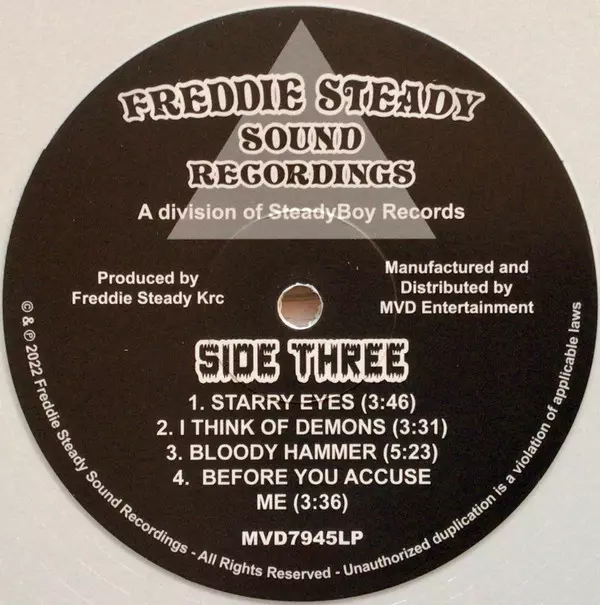 FREDDIE STEADY
SOUND
RECORDINGS
A division of SteadyBoy Records
Produced by
Freddie Steady Krc
Manufactured and
Distributed by
MVD Entertainment
SIDE THREE
1. STARRY EYES (3:46)
2. I THINK OF DEMONS (3:31)
3. BLOODY HAMMER (5:23)
4. BEFORE YOU ACCUSE
ME (3:36)
MVD7945LP
© & ℗ 2022 Freddie Steady Sound Recordings - All Rights Reserved - Unauthorized duplication is a violation of applicable laws